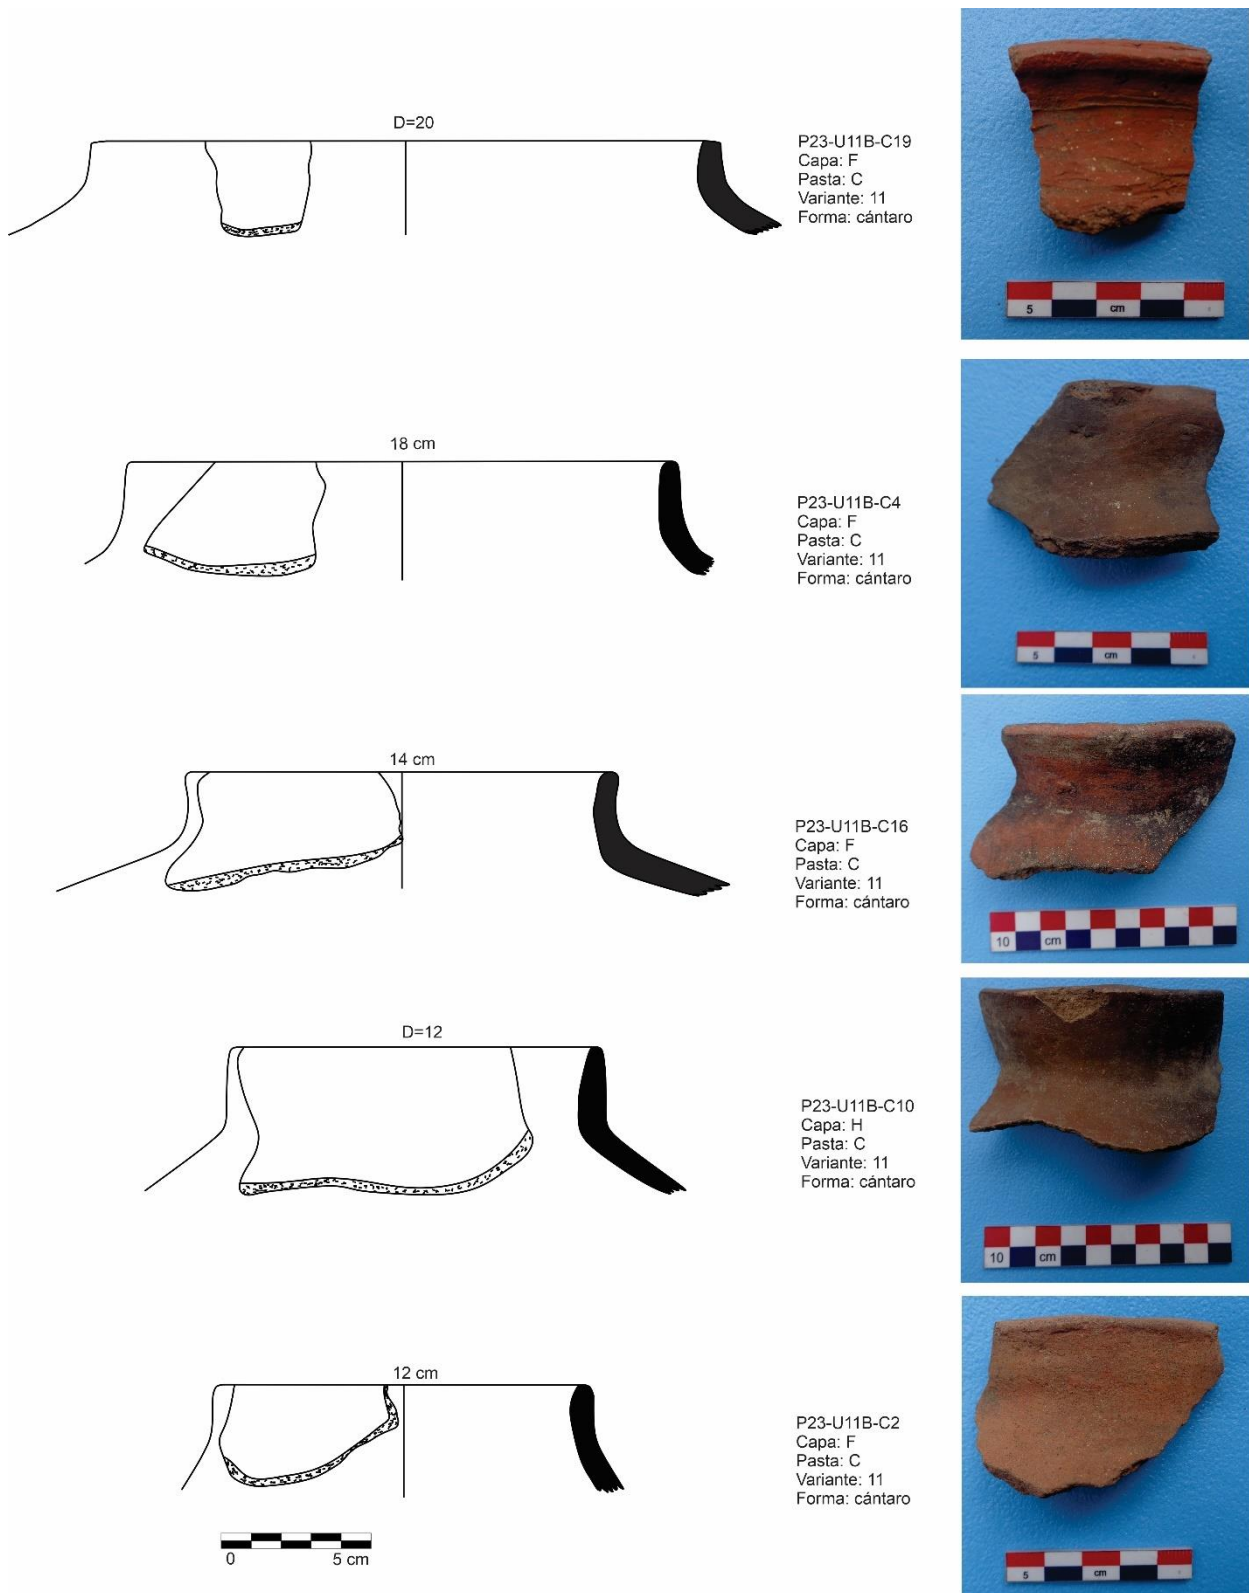 D=20
P23-U11B-C19
Capa: F
Pasta: C
Variante: 11
Forma: cántaro
5 cm
18 cm
P23-U11B-C4
Capa: F
Pasta: C
Variante: 11
Forma: cántaro
5 cm
14 cm
P23-U11B-C16
Capa: F
Pasta: C
Variante: 11
Forma: cántaro
10 cm
D=12
P23-U11B-C10
Capa: H
Pasta: C
Variante: 11
Forma: cántaro
10 cm
12 cm
P23-U11B-C2
Capa: F
Pasta: C
Variante: 11
Forma: cántaro
5 cm
0 5 cm